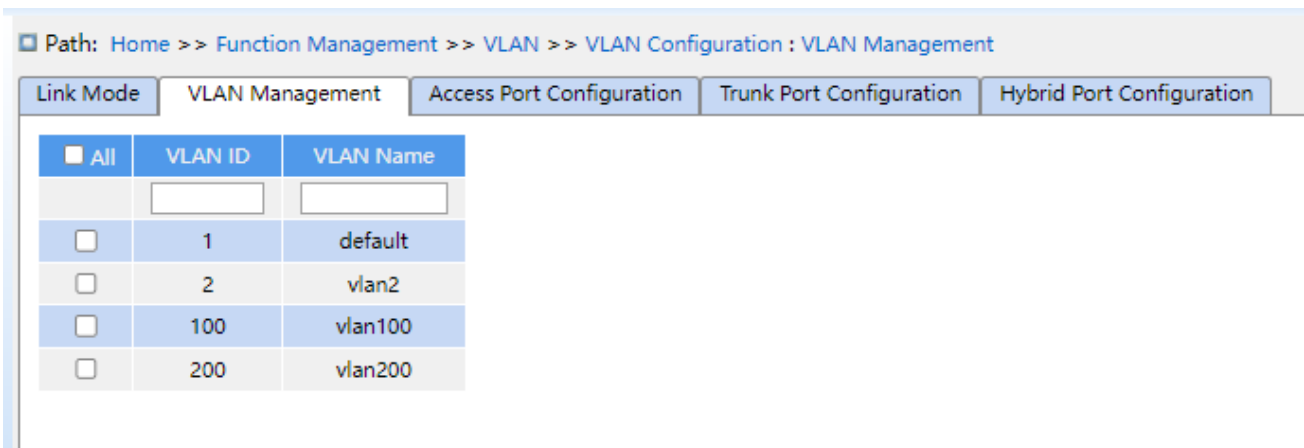 Path: Home >> Function Management >> VLAN >> VLAN Configuration : VLAN Management
Link Mode VLAN Management Access Port Configuration Trunk Port Configuration Hybrid Port Configuration
All VLAN ID VLAN Name
1 default
2 vlan2
100 vlan100
200 vlan200